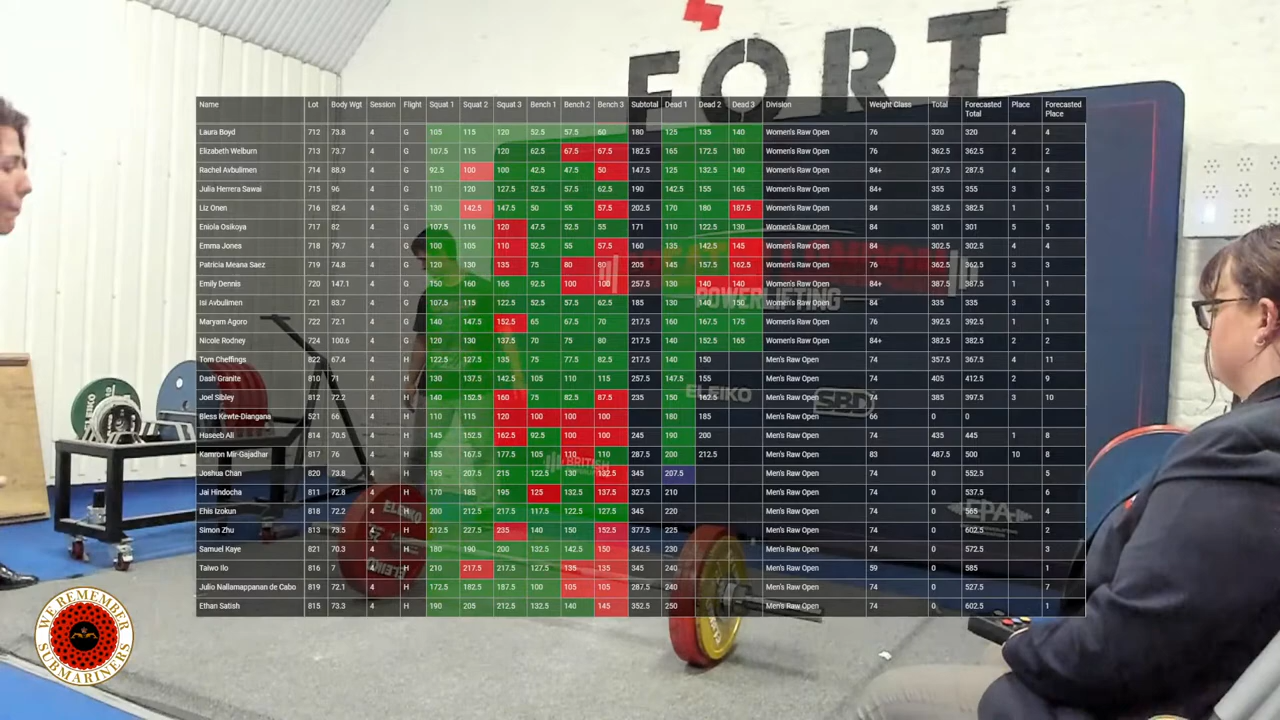 FORT
Name Lot Body Wgt Session Flight Squat 1 Squat 2 Squat 3 Bench 1 Bench 2 Bench 3 Subtotal Dead 1 Dead 2 Dead 3 Division Weight Class Total Forecasted Total Place Forecasted Place
Laura Boyd 712 73.8 4 G 105 115 120 52.5 57.5 60 180 125 135 140 Women's Raw Open 76 320 320 4 4
Elizabeth Welburn 713 73.7 4 G 107.5 115 120 62.5 67.5 67.5 182.5 165 172.5 180 Women's Raw Open 76 362.5 362.5 2 2
Rachel Avbulimen 714 88.9 4 G 92.5 100 100 42.5 47.5 50 147.5 125 132.5 140 Women's Raw Open 84+ 287.5 287.5 4 4
Julia Herrera Sawai 715 96 4 G 110 120 127.5 52.5 57.5 62.5 190 142.5 155 165 Women's Raw Open 84+ 355 355 3 3
Liz Onen 716 82.4 4 G 130 142.5 147.5 50 55 57.5 202.5 170 180 187.5 Women's Raw Open 84 382.5 382.5 1 1
Eniola Osikoya 717 82 4 G 107.5 116 120 47.5 52.5 55 171 110 122.5 130 Women's Raw Open 84 301 301 5 5
Emma Jones 718 79.7 4 G 100 105 110 52.5 55 57.5 160 135 142.5 145 Women's Raw Open 84 302.5 302.5 4 4
Patricia Meana Saez 719 74.8 4 G 120 130 135 75 80 80 205 145 157.5 162.5 Women's Raw Open 76 362.5 362.5 3 3
Emily Dennis 720 147.1 4 G 150 160 165 92.5 100 100 257.5 130 140 140 Women's Raw Open 84+ 387.5 387.5 1 1
Isi Avbulimen 721 83.7 4 G 107.5 115 122.5 52.5 57.5 62.5 185 130 140 150 Women's Raw Open 84 335 335 3 3
Maryam Agoro 722 72.1 4 G 140 147.5 152.5 65 67.5 70 217.5 160 167.5 175 Women's Raw Open 76 392.5 392.5 1 1
Nicole Rodney 724 100.6 4 G 120 130 137.5 70 75 80 217.5 140 152.5 165 Women's Raw Open 84+ 382.5 382.5 2 2
Tom Cheffings 822 67.4 4 H 122.5 127.5 135 75 77.5 82.5 217.5 140 150 Men's Raw Open 74 357.5 367.5 4 11
Dash Granite 810 71 4 H 130 137.5 142.5 105 110 115 257.5 147.5 155 Men's Raw Open 74 405 412.5 2 9
Joel Sibley 812 72.2 4 H 140 152.5 160 75 82.5 87.5 235 150 162.5 Men's Raw Open 74 385 397.5 3 10
Bless Kewte-Diangana 521 66 4 H 110 115 120 100 100 100 180 185 Men's Raw Open 66 0 0
Haseeb Ali 814 70.5 4 H 145 152.5 162.5 92.5 100 100 245 190 200 Men's Raw Open 74 435 445 1 8
Kamron Mir-Gajadhar 817 76 4 H 155 167.5 177.5 105 110 110 287.5 200 212.5 Men's Raw Open 83 487.5 500 10 8
Joshua Chan 820 73.8 4 H 195 207.5 215 122.5 130 132.5 345 207.5 Men's Raw Open 74 0 552.5 5
Jai Hindocha 811 72.8 4 H 170 185 195 125 132.5 137.5 327.5 210 Men's Raw Open 74 0 537.5 6
Ehis Izokun 818 72.2 4 H 200 212.5 217.5 117.5 122.5 127.5 345 220 Men's Raw Open 74 0 565 4
Simon Zhu 813 73.5 4 H 212.5 227.5 235 140 150 152.5 377.5 225 Men's Raw Open 74 0 602.5 2
Samuel Kaye 821 70.3 4 H 180 190 200 132.5 142.5 150 342.5 230 Men's Raw Open 74 0 572.5 3
Taiwo Ilo 816 7 4 H 210 217.5 217.5 127.5 135 135 345 240 Men's Raw Open 59 0 585 1
Julio Nallamappanan de Cabo 819 72.1 4 H 172.5 182.5 187.5 100 105 105 287.5 240 Men's Raw Open 74 0 527.5 7
Ethan Satish 815 73.3 4 H 190 205 212.5 132.5 140 145 352.5 250 Men's Raw Open 74 0 602.5 1
POWERLIFTING
ELEIKO
SBD
BRITISH
EPA
ELEIKO
ELEIKO
25
WE REMEMBER
SUBMARINERS